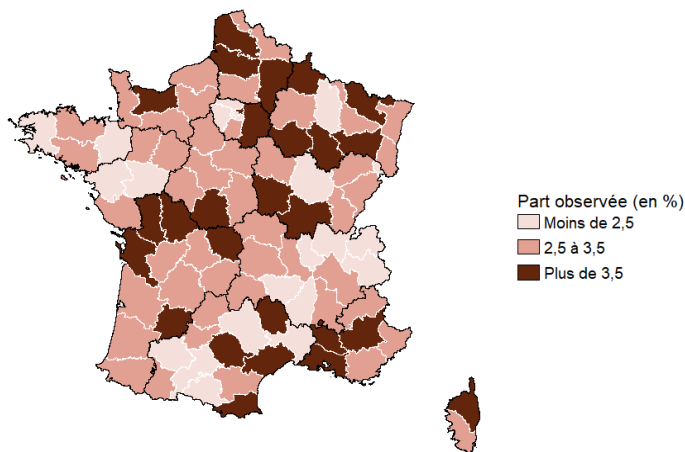 Part observée (en %)
Moins de 2,5
2,5 à 3,5
Plus de 3,5